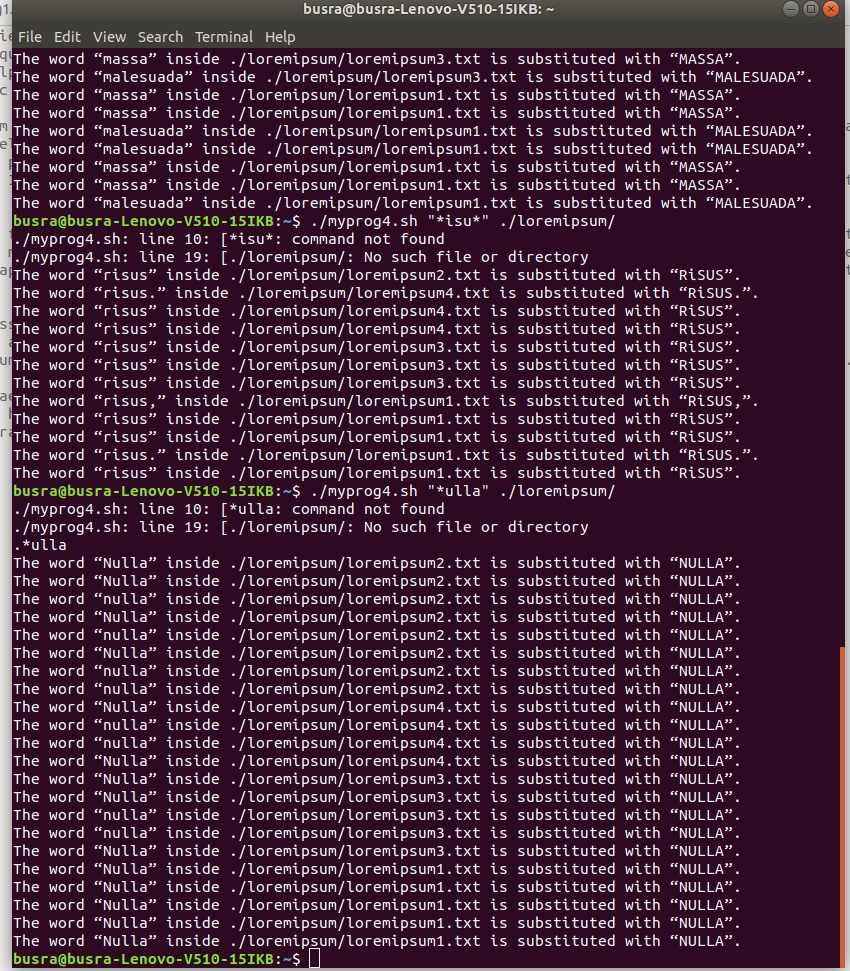 busra@busra-Lenovo-V510-15IKB: ~
File Edit View Search Terminal Help
The word “massa” inside ./loremipsum/loremipsum3.txt is substituted with “MASSA”.
The word “malesuada” inside ./loremipsum/loremipsum3.txt is substituted with “MALESUADA”.
The word “massa” inside ./loremipsum/loremipsum1.txt is substituted with “MASSA”.
The word “massa” inside ./loremipsum/loremipsum1.txt is substituted with “MASSA”.
The word “malesuada” inside ./loremipsum/loremipsum1.txt is substituted with “MALESUADA”.
The word “malesuada” inside ./loremipsum/loremipsum1.txt is substituted with “MALESUADA”.
The word “massa” inside ./loremipsum/loremipsum1.txt is substituted with “MASSA”.
The word “massa” inside ./loremipsum/loremipsum1.txt is substituted with “MASSA”.
The word “malesuada” inside ./loremipsum/loremipsum1.txt is substituted with “MALESUADA”.
busra@busra-Lenovo-V510-15IKB:~$ ./myprog4.sh "*isu*" ./loremipsum/
./myprog4.sh: line 10: [*isu*: command not found
./myprog4.sh: line 19: [./loremipsum/: No such file or directory
The word “risus” inside ./loremipsum/loremipsum2.txt is substituted with “RiSUS”.
The word “risus.” inside ./loremipsum/loremipsum4.txt is substituted with “RiSUS.”.
The word “risus” inside ./loremipsum/loremipsum4.txt is substituted with “RiSUS”.
The word “risus” inside ./loremipsum/loremipsum4.txt is substituted with “RiSUS”.
The word “risus” inside ./loremipsum/loremipsum3.txt is substituted with “RiSUS”.
The word “risus” inside ./loremipsum/loremipsum3.txt is substituted with “RiSUS”.
The word “risus” inside ./loremipsum/loremipsum3.txt is substituted with “RiSUS”.
The word “risus,” inside ./loremipsum/loremipsum1.txt is substituted with “RiSUS,”.
The word “risus” inside ./loremipsum/loremipsum1.txt is substituted with “RiSUS”.
The word “risus” inside ./loremipsum/loremipsum1.txt is substituted with “RiSUS”.
The word “risus.” inside ./loremipsum/loremipsum1.txt is substituted with “RiSUS.”.
The word “risus” inside ./loremipsum/loremipsum1.txt is substituted with “RiSUS”.
busra@busra-Lenovo-V510-15IKB:~$ ./myprog4.sh "*ulla" ./loremipsum/
./myprog4.sh: line 10: [*ulla: command not found
./myprog4.sh: line 19: [./loremipsum/: No such file or directory
.*ulla
The word “Nulla” inside ./loremipsum/loremipsum2.txt is substituted with “NULLA”.
The word “Nulla” inside ./loremipsum/loremipsum2.txt is substituted with “NULLA”.
The word “nulla” inside ./loremipsum/loremipsum2.txt is substituted with “NULLA”.
The word “Nulla” inside ./loremipsum/loremipsum2.txt is substituted with “NULLA”.
The word “Nulla” inside ./loremipsum/loremipsum2.txt is substituted with “NULLA”.
The word “nulla” inside ./loremipsum/loremipsum2.txt is substituted with “NULLA”.
The word “nulla” inside ./loremipsum/loremipsum2.txt is substituted with “NULLA”.
The word “nulla” inside ./loremipsum/loremipsum2.txt is substituted with “NULLA”.
The word “Nulla” inside ./loremipsum/loremipsum4.txt is substituted with “NULLA”.
The word “nulla” inside ./loremipsum/loremipsum4.txt is substituted with “NULLA”.
The word “nulla” inside ./loremipsum/loremipsum4.txt is substituted with “NULLA”.
The word “Nulla” inside ./loremipsum/loremipsum4.txt is substituted with “NULLA”.
The word “Nulla” inside ./loremipsum/loremipsum3.txt is substituted with “NULLA”.
The word “Nulla” inside ./loremipsum/loremipsum3.txt is substituted with “NULLA”.
The word “nulla” inside ./loremipsum/loremipsum3.txt is substituted with “NULLA”.
The word “nulla” inside ./loremipsum/loremipsum3.txt is substituted with “NULLA”.
The word “Nulla” inside ./loremipsum/loremipsum3.txt is substituted with “NULLA”.
The word “Nulla” inside ./loremipsum/loremipsum1.txt is substituted with “NULLA”.
The word “Nulla” inside ./loremipsum/loremipsum1.txt is substituted with “NULLA”.
The word “nulla” inside ./loremipsum/loremipsum1.txt is substituted with “NULLA”.
The word “Nulla” inside ./loremipsum/loremipsum1.txt is substituted with “NULLA”.
The word “Nulla” inside ./loremipsum/loremipsum1.txt is substituted with “NULLA”.
busra@busra-Lenovo-V510-15IKB:~$